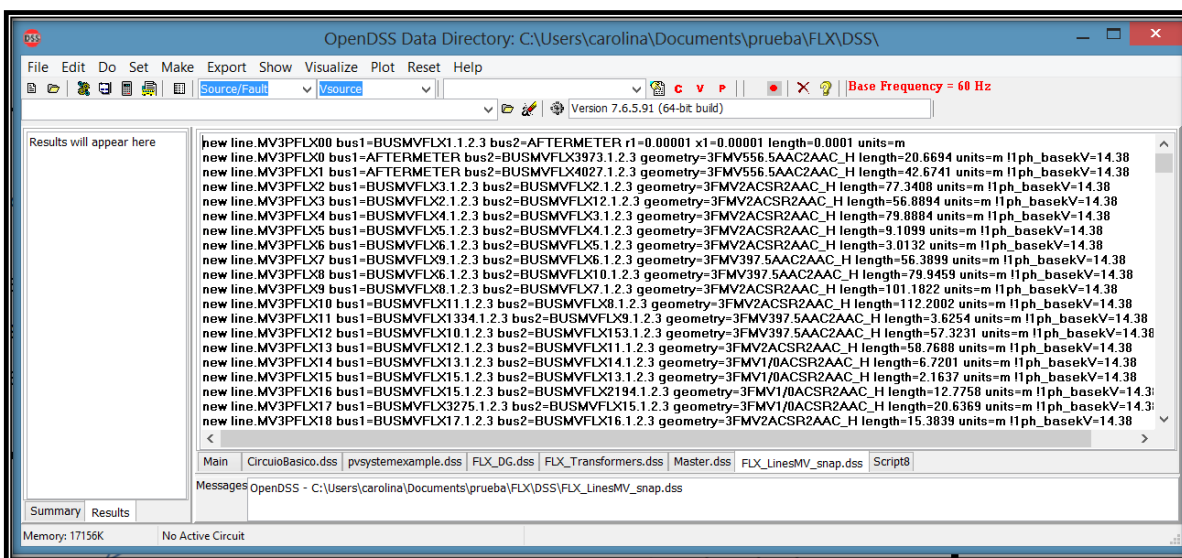 OpenDSS Data Directory: C:\Users\carolina\Documents\prueba\FLX\DSS\
File Edit Do Set Make Export Show Visualize Plot Reset Help
Source/Fault Vsource C V P Base Frequency = 60 Hz
Version 7.6.5.91 (64-bit build)
Results will appear here
new line.MV3PFLX00 bus1=BUSMVFLX1.1.2.3 bus2=AFTERMETER r1=0.00001 x1=0.00001 length=0.0001 units=m
new line.MV3PFLX0 bus1=AFTERMETER bus2=BUSMVFLX3973.1.2.3 geometry=3FMV556.5AAC2AAC_H length=20.6694 units=m !1ph_basekV=14.38
new line.MV3PFLX1 bus1=AFTERMETER bus2=BUSMVFLX4027.1.2.3 geometry=3FMV556.5AAC2AAC_H length=42.6741 units=m !1ph_basekV=14.38
new line.MV3PFLX2 bus1=BUSMVFLX3.1.2.3 bus2=BUSMVFLX2.1.2.3 geometry=3FMV2ACSR2AAC_H length=77.3408 units=m !1ph_basekV=14.38
new line.MV3PFLX3 bus1=BUSMVFLX2.1.2.3 bus2=BUSMVFLX12.1.2.3 geometry=3FMV2ACSR2AAC_H length=56.8894 units=m !1ph_basekV=14.38
new line.MV3PFLX4 bus1=BUSMVFLX4.1.2.3 bus2=BUSMVFLX3.1.2.3 geometry=3FMV2ACSR2AAC_H length=79.8884 units=m !1ph_basekV=14.38
new line.MV3PFLX5 bus1=BUSMVFLX5.1.2.3 bus2=BUSMVFLX4.1.2.3 geometry=3FMV2ACSR2AAC_H length=9.1099 units=m !1ph_basekV=14.38
new line.MV3PFLX6 bus1=BUSMVFLX6.1.2.3 bus2=BUSMVFLX5.1.2.3 geometry=3FMV2ACSR2AAC_H length=3.0132 units=m !1ph_basekV=14.38
new line.MV3PFLX7 bus1=BUSMVFLX9.1.2.3 bus2=BUSMVFLX6.1.2.3 geometry=3FMV397.5AAC2AAC_H length=56.3899 units=m !1ph_basekV=14.38
new line.MV3PFLX8 bus1=BUSMVFLX6.1.2.3 bus2=BUSMVFLX10.1.2.3 geometry=3FMV397.5AAC2AAC_H length=79.9459 units=m !1ph_basekV=14.38
new line.MV3PFLX9 bus1=BUSMVFLX8.1.2.3 bus2=BUSMVFLX7.1.2.3 geometry=3FMV2ACSR2AAC_H length=101.1822 units=m !1ph_basekV=14.38
new line.MV3PFLX10 bus1=BUSMVFLX11.1.2.3 bus2=BUSMVFLX8.1.2.3 geometry=3FMV2ACSR2AAC_H length=112.2002 units=m !1ph_basekV=14.38
new line.MV3PFLX11 bus1=BUSMVFLX1334.1.2.3 bus2=BUSMVFLX9.1.2.3 geometry=3FMV397.5AAC2AAC_H length=3.6254 units=m !1ph_basekV=14.38
new line.MV3PFLX12 bus1=BUSMVFLX10.1.2.3 bus2=BUSMVFLX153.1.2.3 geometry=3FMV397.5AAC2AAC_H length=57.3231 units=m !1ph_basekV=14.38
new line.MV3PFLX13 bus1=BUSMVFLX12.1.2.3 bus2=BUSMVFLX11.1.2.3 geometry=3FMV2ACSR2AAC_H length=58.7688 units=m !1ph_basekV=14.38
new line.MV3PFLX14 bus1=BUSMVFLX13.1.2.3 bus2=BUSMVFLX14.1.2.3 geometry=3FMV1/0ACSR2AAC_H length=6.7201 units=m !1ph_basekV=14.38
new line.MV3PFLX15 bus1=BUSMVFLX15.1.2.3 bus2=BUSMVFLX13.1.2.3 geometry=3FMV1/0ACSR2AAC_H length=2.1637 units=m !1ph_basekV=14.38
new line.MV3PFLX16 bus1=BUSMVFLX15.1.2.3 bus2=BUSMVFLX2194.1.2.3 geometry=3FMV1/0ACSR2AAC_H length=12.7758 units=m !1ph_basekV=14.3
new line.MV3PFLX17 bus1=BUSMVFLX3275.1.2.3 bus2=BUSMVFLX15.1.2.3 geometry=3FMV1/0ACSR2AAC_H length=20.6369 units=m !1ph_basekV=14.3
new line.MV3PFLX18 bus1=BUSMVFLX17.1.2.3 bus2=BUSMVFLX16.1.2.3 geometry=3FMV2ACSR2AAC_H length=15.3839 units=m !1ph_basekV=14.38
Main CircuioBasico.dss pvsystemexample.dss FLX_DG.dss FLX_Transformers.dss Master.dss FLX_LinesMV_snap.dss Script8
Messages OpenDSS - C:\Users\carolina\Documents\prueba\FLX\DSS\FLX_LinesMV_snap.dss
Summary Results
Memory: 17156K No Active Circuit